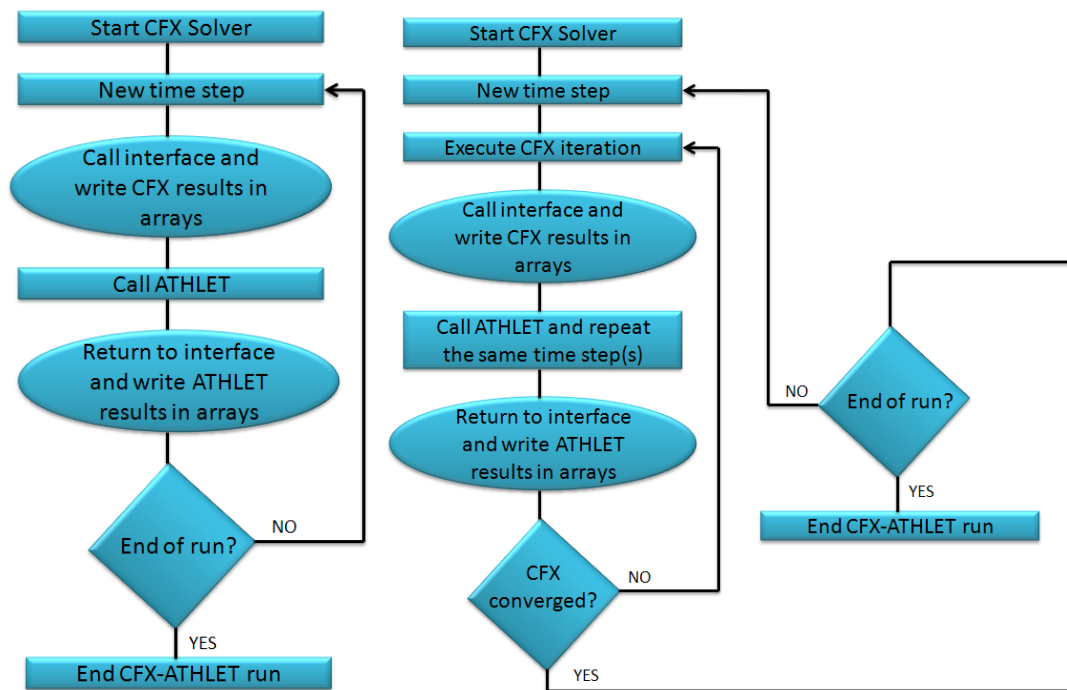 Start CFX Solver
New time step
Call interface and
write CFX results in
arrays
Call ATHLET
Return to interface
and write ATHLET
results in arrays
End of run?
NO
YES
End CFX-ATHLET run
Start CFX Solver
New time step
Execute CFX iteration
Call interface and
write CFX results in
arrays
Call ATHLET and repeat
the same time step(s)
Return to interface
and write ATHLET
results in arrays
CFX
converged?
NO
YES
End of run?
NO
YES
End CFX-ATHLET run